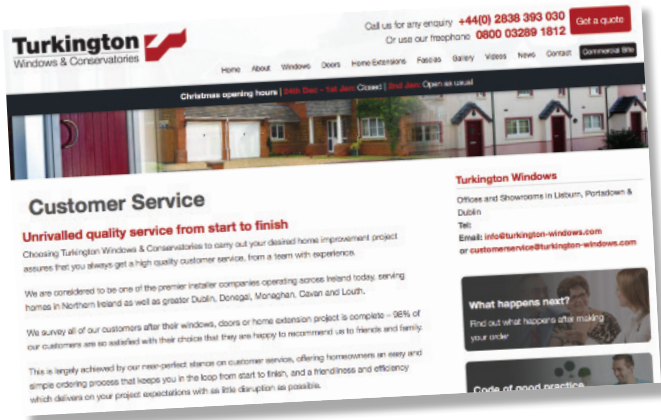 Turkington
Windows & Conservatories
Call us for any enquiry +44(0) 2838 393 030
Or use our freephone 0800 03289 1812
Get a quote
Home About Windows Doors Home Extensions Fascias Gallery Videos News Contact Commercial Site
Christmas opening hours | 24th Dec - 1st Jan: Closed | 2nd Jan: Open as usual
Customer Service
Unrivalled quality service from start to finish
Choosing Turkington Windows & Conservatories to carry out your desired home improvement project
assures that you always get a high quality customer service, from a team with experience.
We are considered to be one of the premier installer companies operating across Ireland today, serving
homes in Northern Ireland as well as greater Dublin, Donegal, Monaghan, Cavan and Louth.
We survey all of our customers after their windows, doors or home extension project is complete – 98% of
our customers are so satisfied with their choice that they are happy to recommend us to friends and family.
This is largely achieved by our near-perfect stance on customer service, offering homeowners an easy and
simple ordering process that keeps you in the loop from start to finish, and a friendliness and efficiency
which delivers on your project expectations with as little disruption as possible.
Turkington Windows
Offices and Showrooms in Lisburn, Portadown &
Dublin
Tel:
Email: info@turkington-windows.com
or customerservice@turkington-windows.com
What happens next?
Find out what happens after making
your order
Code of good practice